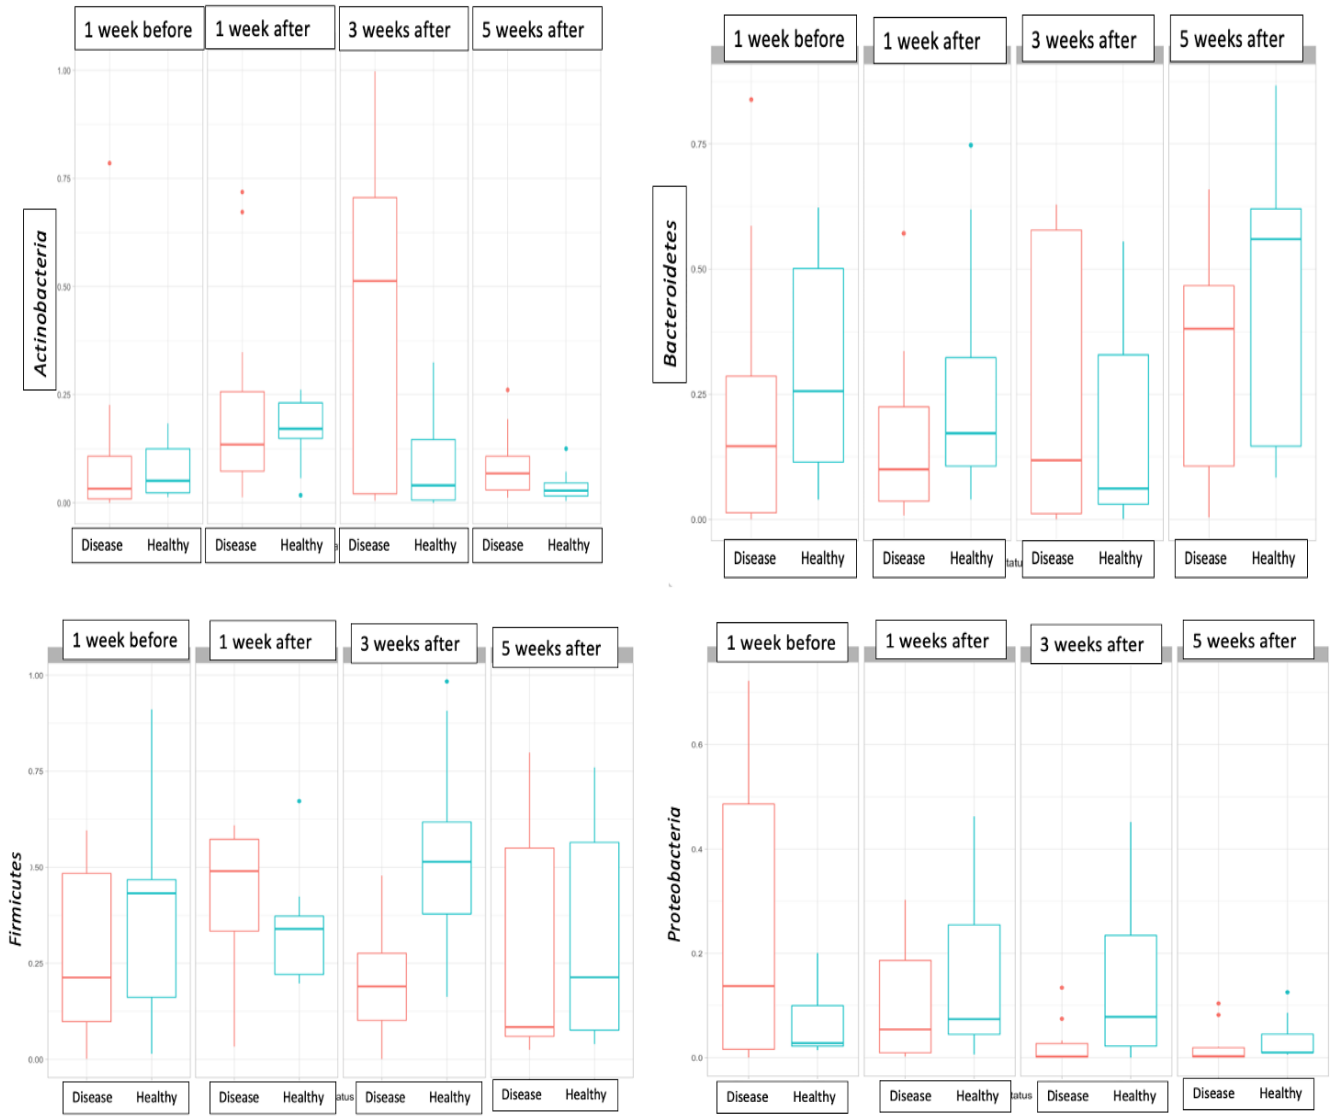 1 week before 1 week after 3 weeks after 5 weeks after
Actinobacteria
1.00
0.75
0.50
0.25
0.00
Disease Healthy Disease Healthy Disease Healthy Disease Healthy
1 week before 1 week after 3 weeks after 5 weeks after
Bacteroidetes
0.75
0.50
0.25
0.00
Disease Healthy Disease Healthy tatu Disease Healthy Disease Healthy
1 week before 1 week after 3 weeks after 5 weeks after
Firmicutes
1.00
0.75
0.25
0.00
Disease Healthy Disease Healthy atus Disease Healthy Disease Healthy
1 week before 1 weeks after 3 weeks after 5 weeks after
Proteobacteria
0.6
0.4
0.2
0.0
Disease Healthy Disease Healthy tatus Disease Healthy Disease Healthy